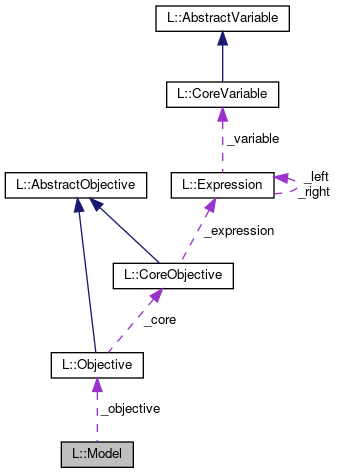 L::AbstractVariable
L::CoreVariable
_variable
L::AbstractObjective
L::Expression
_left
_right
_expression
L::CoreObjective
_core
L::Objective
_objective
L::Model